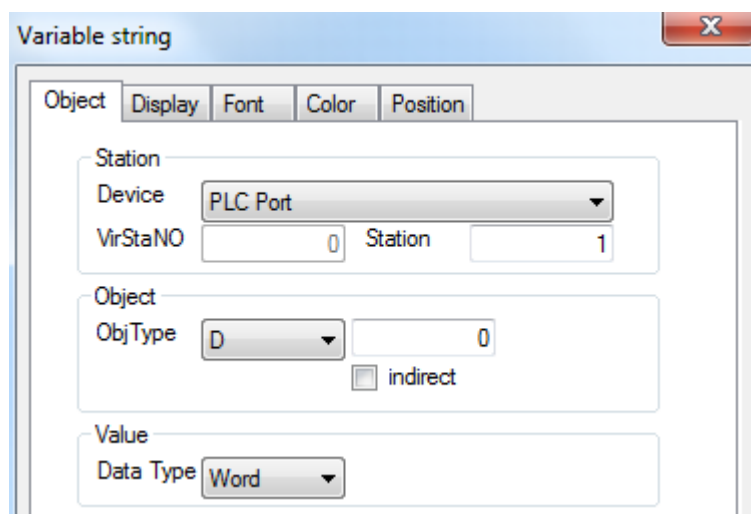 Variable string
Object Display Font Color Position
Station
Device PLC Port
VirStaNO 0 Station 1
Object
ObjType D 0
indirect
Value
Data Type Word